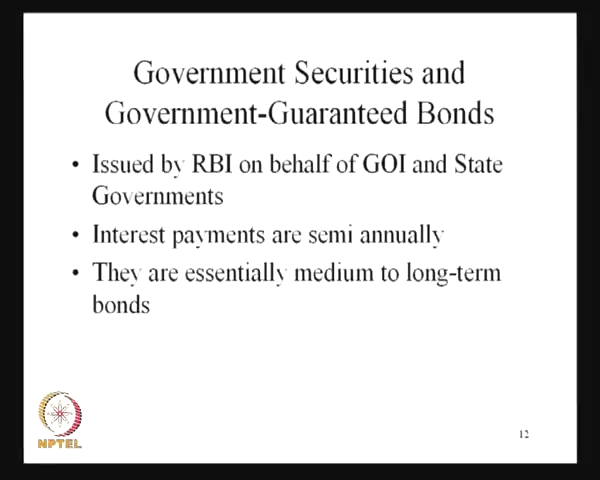 Government Securities and
Government-Guaranteed Bonds
• Issued by RBI on behalf of GOI and State
Governments
• Interest payments are semi annually
• They are essentially medium to long-term
bonds
NPTEL
12